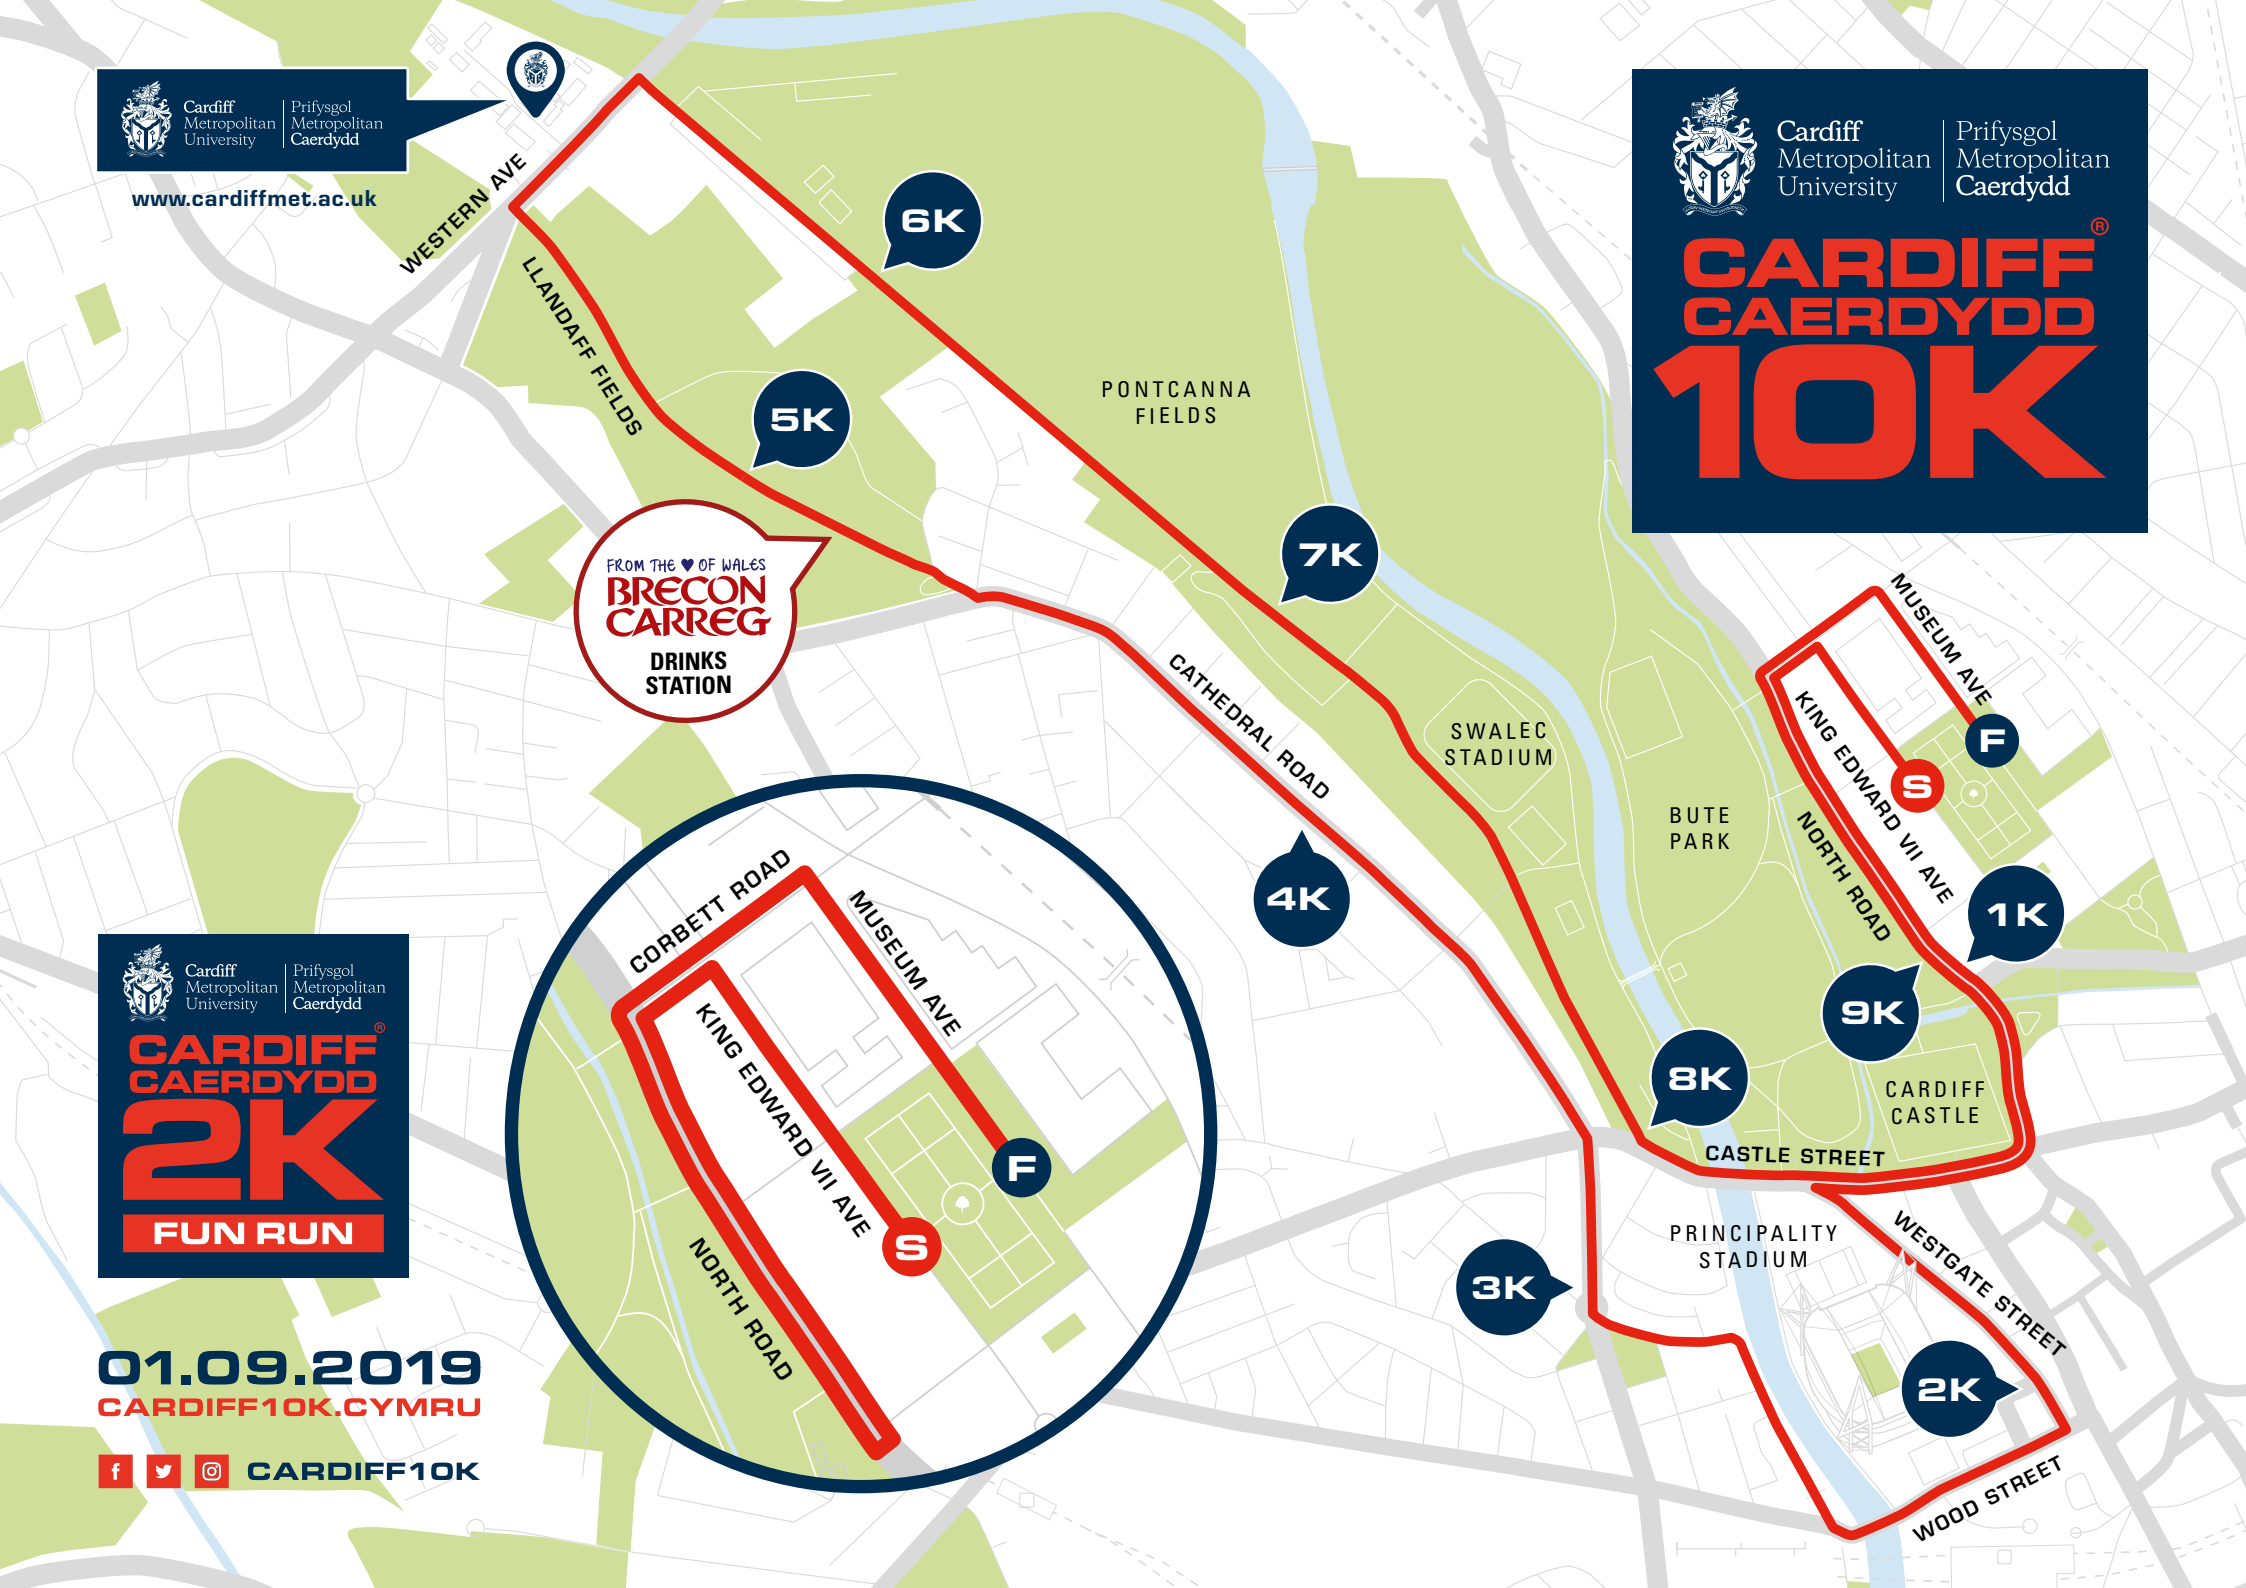 Cardiff
Metropolitan
University
Prifysgol
Metropolitan
Caerdydd
www.cardiffmet.ac.uk
WESTERN AVE
LLANDAFF FIELDS
6K
5K
PONTCANNA
FIELDS
7K
FROM THE ♥ OF WALES
BRECON
CARREG
DRINKS
STATION
CATHEDRAL ROAD
SWALEC
STADIUM
4K
BUTE
PARK
Cardiff
Metropolitan
University
Prifysgol
Metropolitan
Caerdydd
CARDIFF®
CAERDYDD
10K
MUSEUM AVE
KING EDWARD VII AVE
F
S
NORTH ROAD
1K
9K
8K
CARDIFF
CASTLE
CASTLE STREET
PRINCIPALITY
STADIUM
WESTGATE STREET
3K
2K
WOOD STREET
CORBETT ROAD
MUSEUM AVE
KING EDWARD VII AVE
F
S
NORTH ROAD
Cardiff
Metropolitan
University
Prifysgol
Metropolitan
Caerdydd
CARDIFF®
CAERDYDD
2K
FUN RUN
01.09.2019
CARDIFF10K.CYMRU
CARDIFF10K